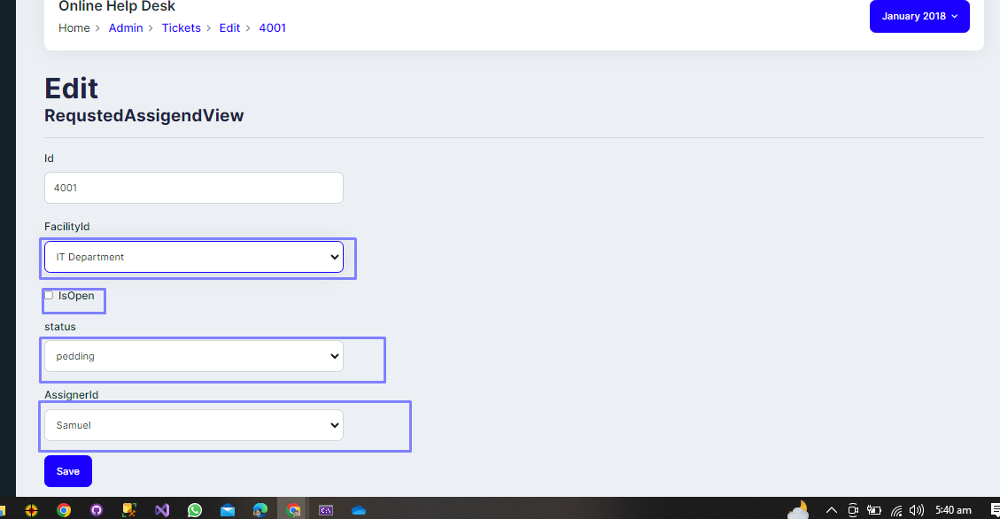 Online Help Desk
Home > Admin > Tickets > Edit > 4001
January 2018
Edit
RequstedAssigendView
Id
4001
FacilityId
IT Department
IsOpen
status
pedding
AssignerId
Samuel
Save
5:40 am